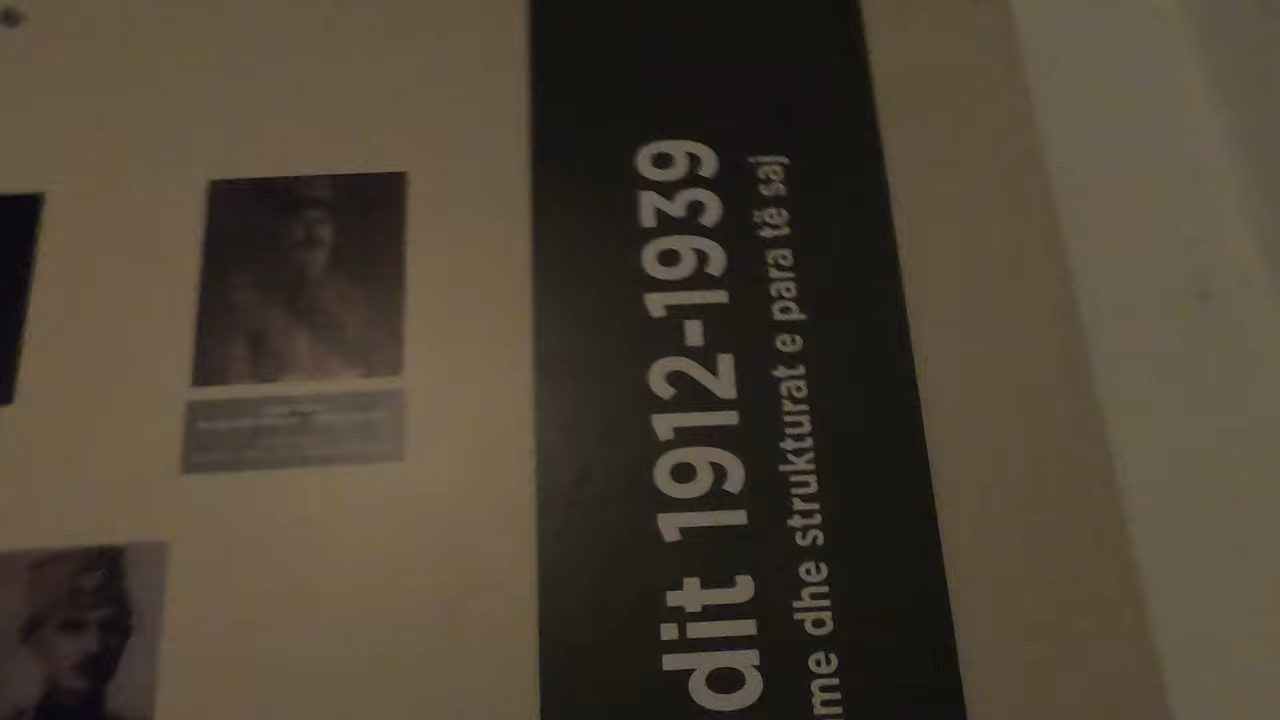 dit 1912-1939
me dhe strukturat e para të saj